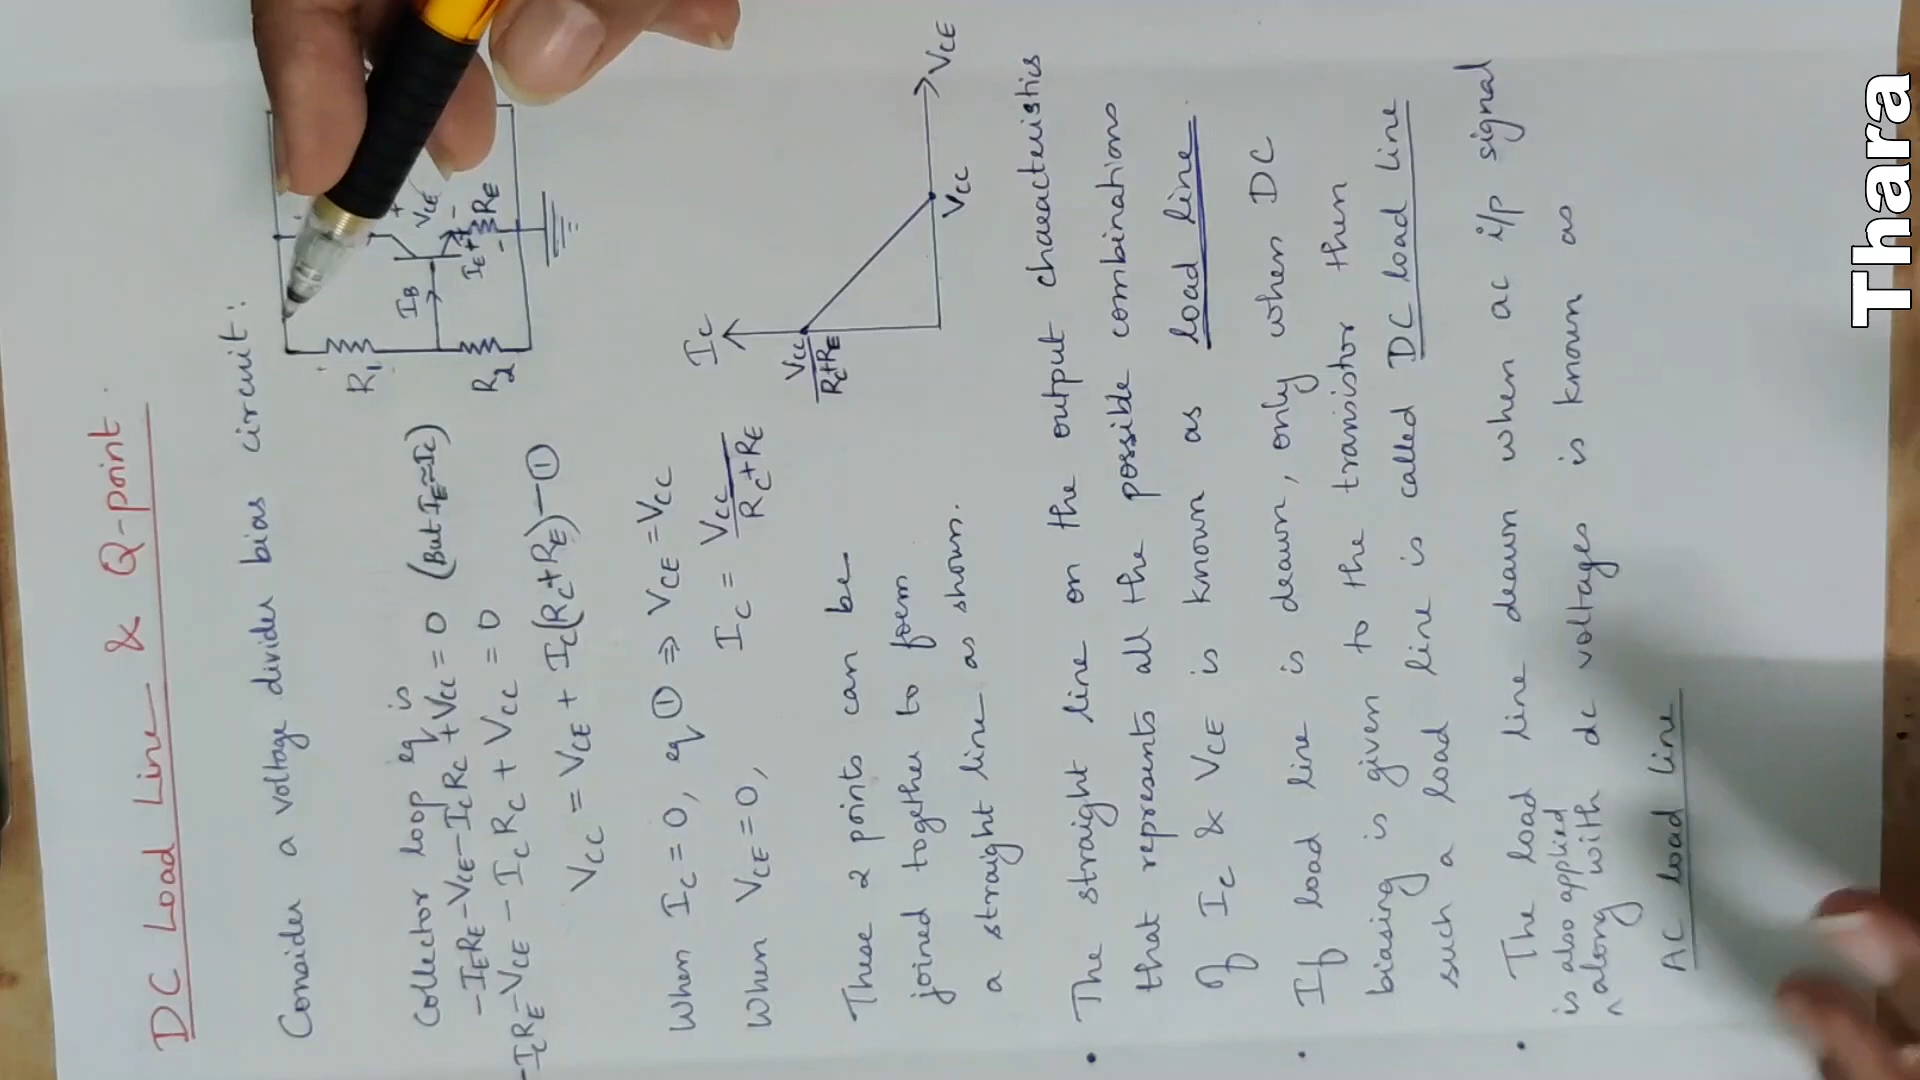 DC Load Line & Q-point.
Consider a voltage divider bias circuit:
Collector loop eq is
-IERE-VCE-ICRC+VCC=0 (But IE≈IC)
-ICRE-VCE-ICRC+VCC=0
VCC=VCE+IC(RC+RE)-①
R1
R2
IB
IE
+
VCE
-
+
-
RE
When IC=0, eq①⇒ VCE=VCC
When VCE=0, IC=VCC/RC+RE
These 2 points can be
joined together to form
a straight line as shown.
IC
VCC/RC+RE
VCC
VCE
• The straight line on the output characteristics
that represents all the possible combinations
of IC & VCE is known as load line.
• If load line is drawn, only when DC
biasing is given to the transistor then
such a load line is called DC load line
• The load line drawn when ac i/p signal
is also applied
^along with dc voltages is known as
AC load line
Thara